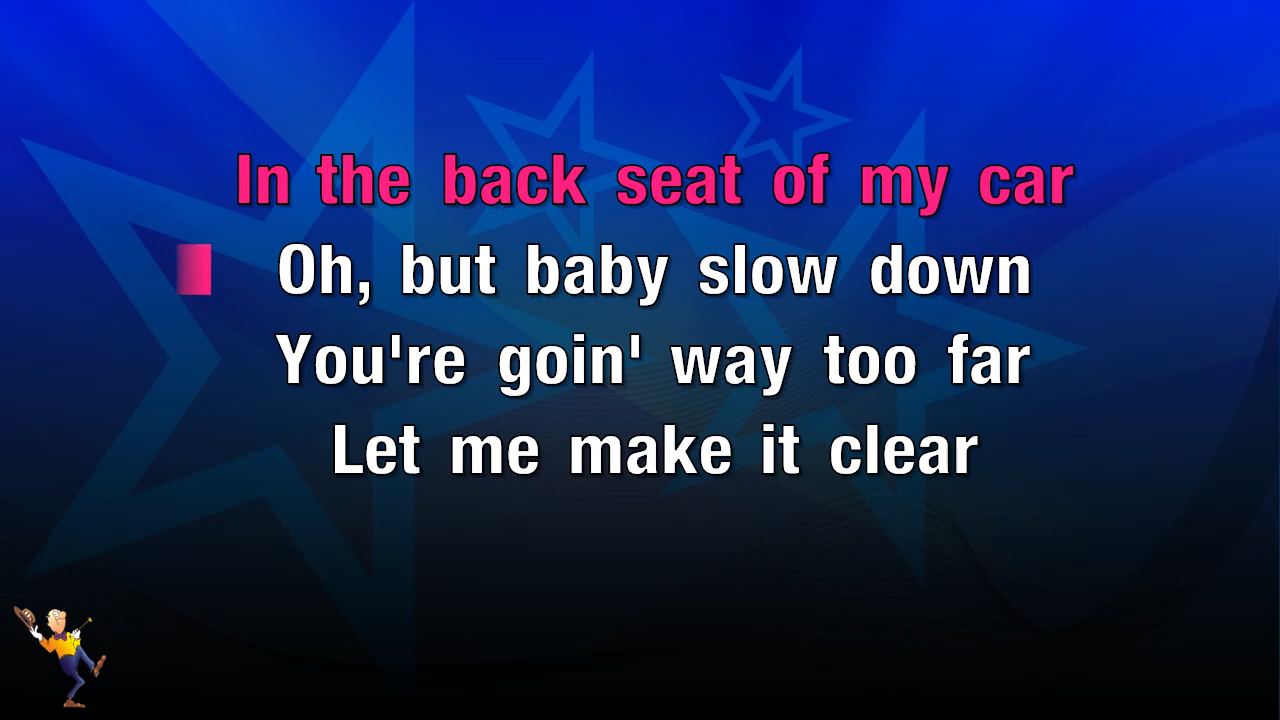 In the back seat of my car
Oh, but baby slow down
You're goin' way too far
Let me make it clear